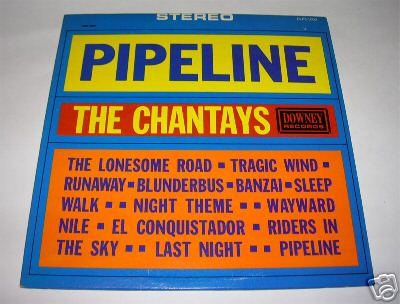 STEREO
PIPELINE
THE CHANTAYS
DOWNEY
RECORDS
THE LONESOME ROAD ▪ TRAGIC WIND ▪
RUNAWAY ▪ BLUNDERBUS ▪ BANZAI ▪ SLEEP
WALK ▪ ▪ NIGHT THEME ▪ ▪ WAYWARD
NILE ▪ EL CONQUISTADOR ▪ RIDERS IN
THE SKY ▪ ▪ LAST NIGHT ▪ ▪ PIPELINE